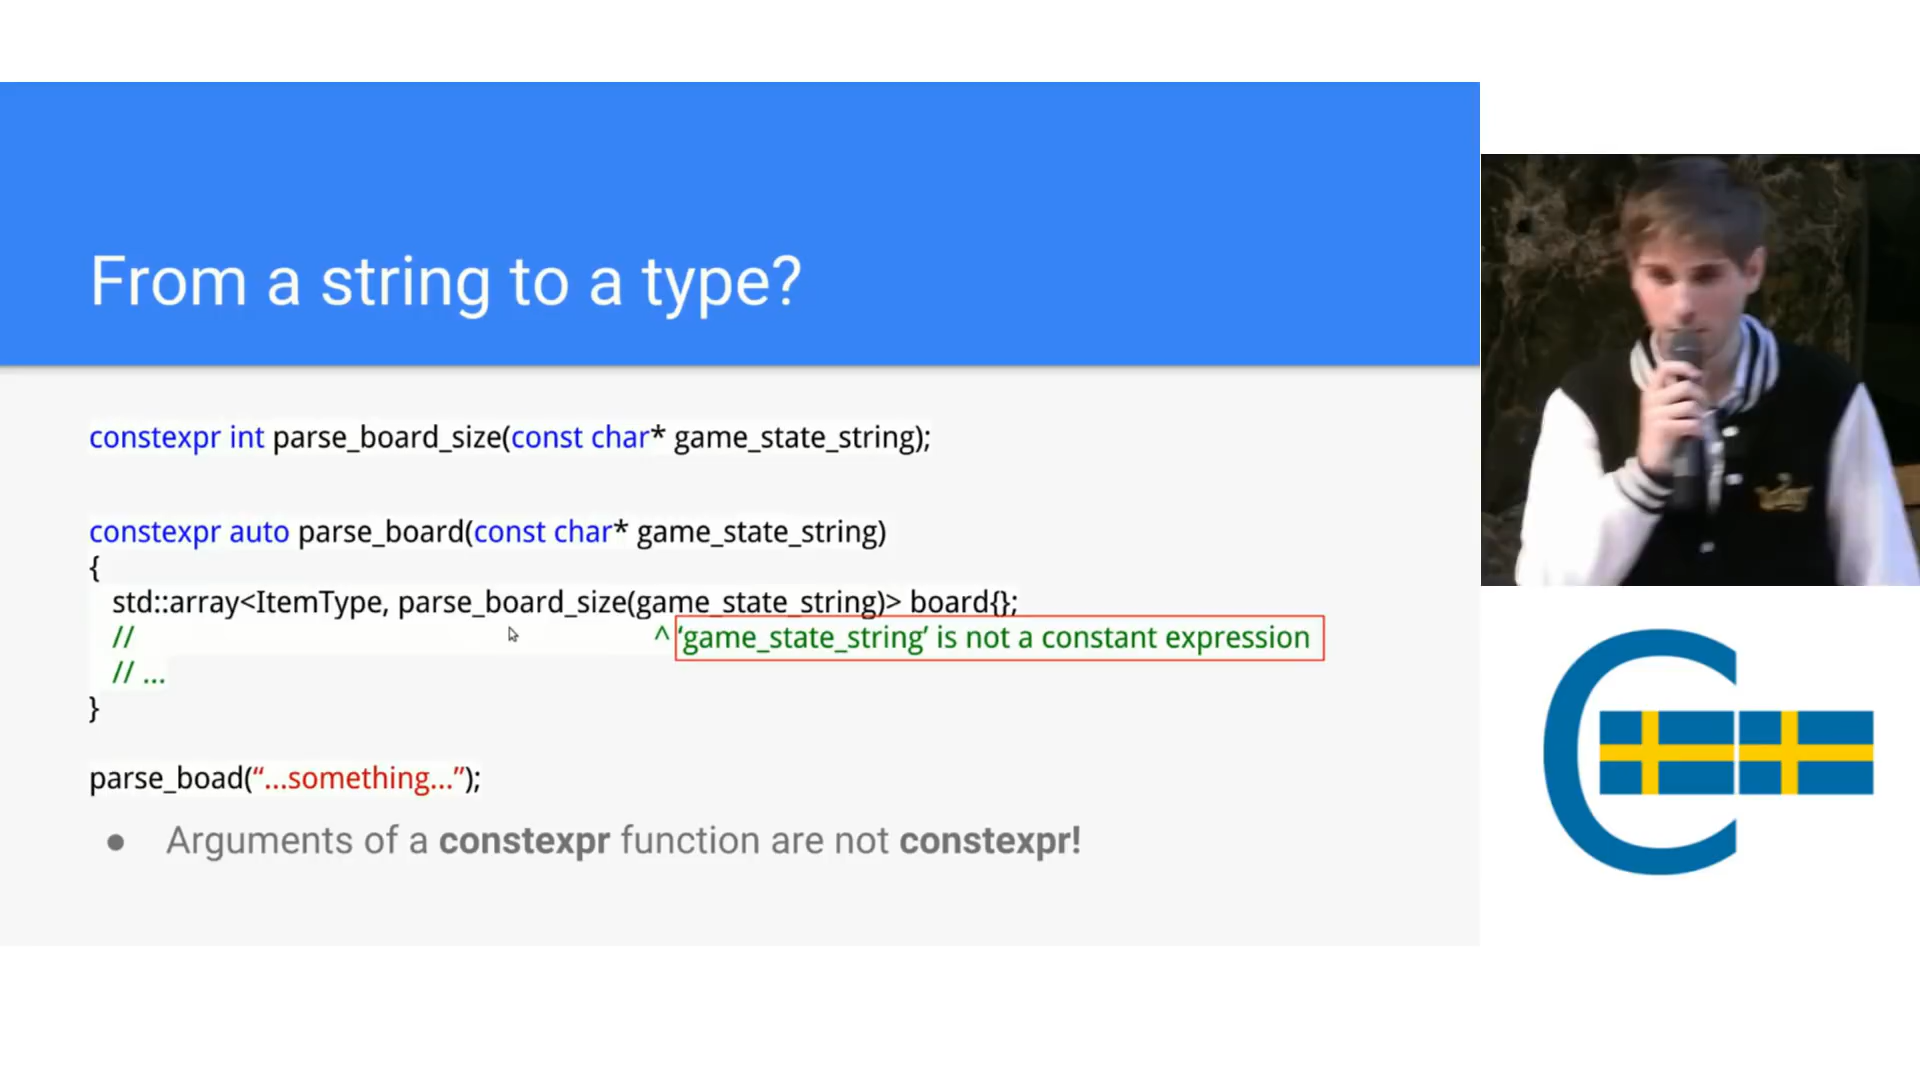 From a string to a type?
constexpr int parse_board_size(const char* game_state_string);
constexpr auto parse_board(const char* game_state_string)
{
std::array<ItemType, parse_board_size(game_state_string)> board{};
// ^ ‘game_state_string’ is not a constant expression
// ...
}
parse_boad(“...something...”);
● Arguments of a constexpr function are not constexpr!